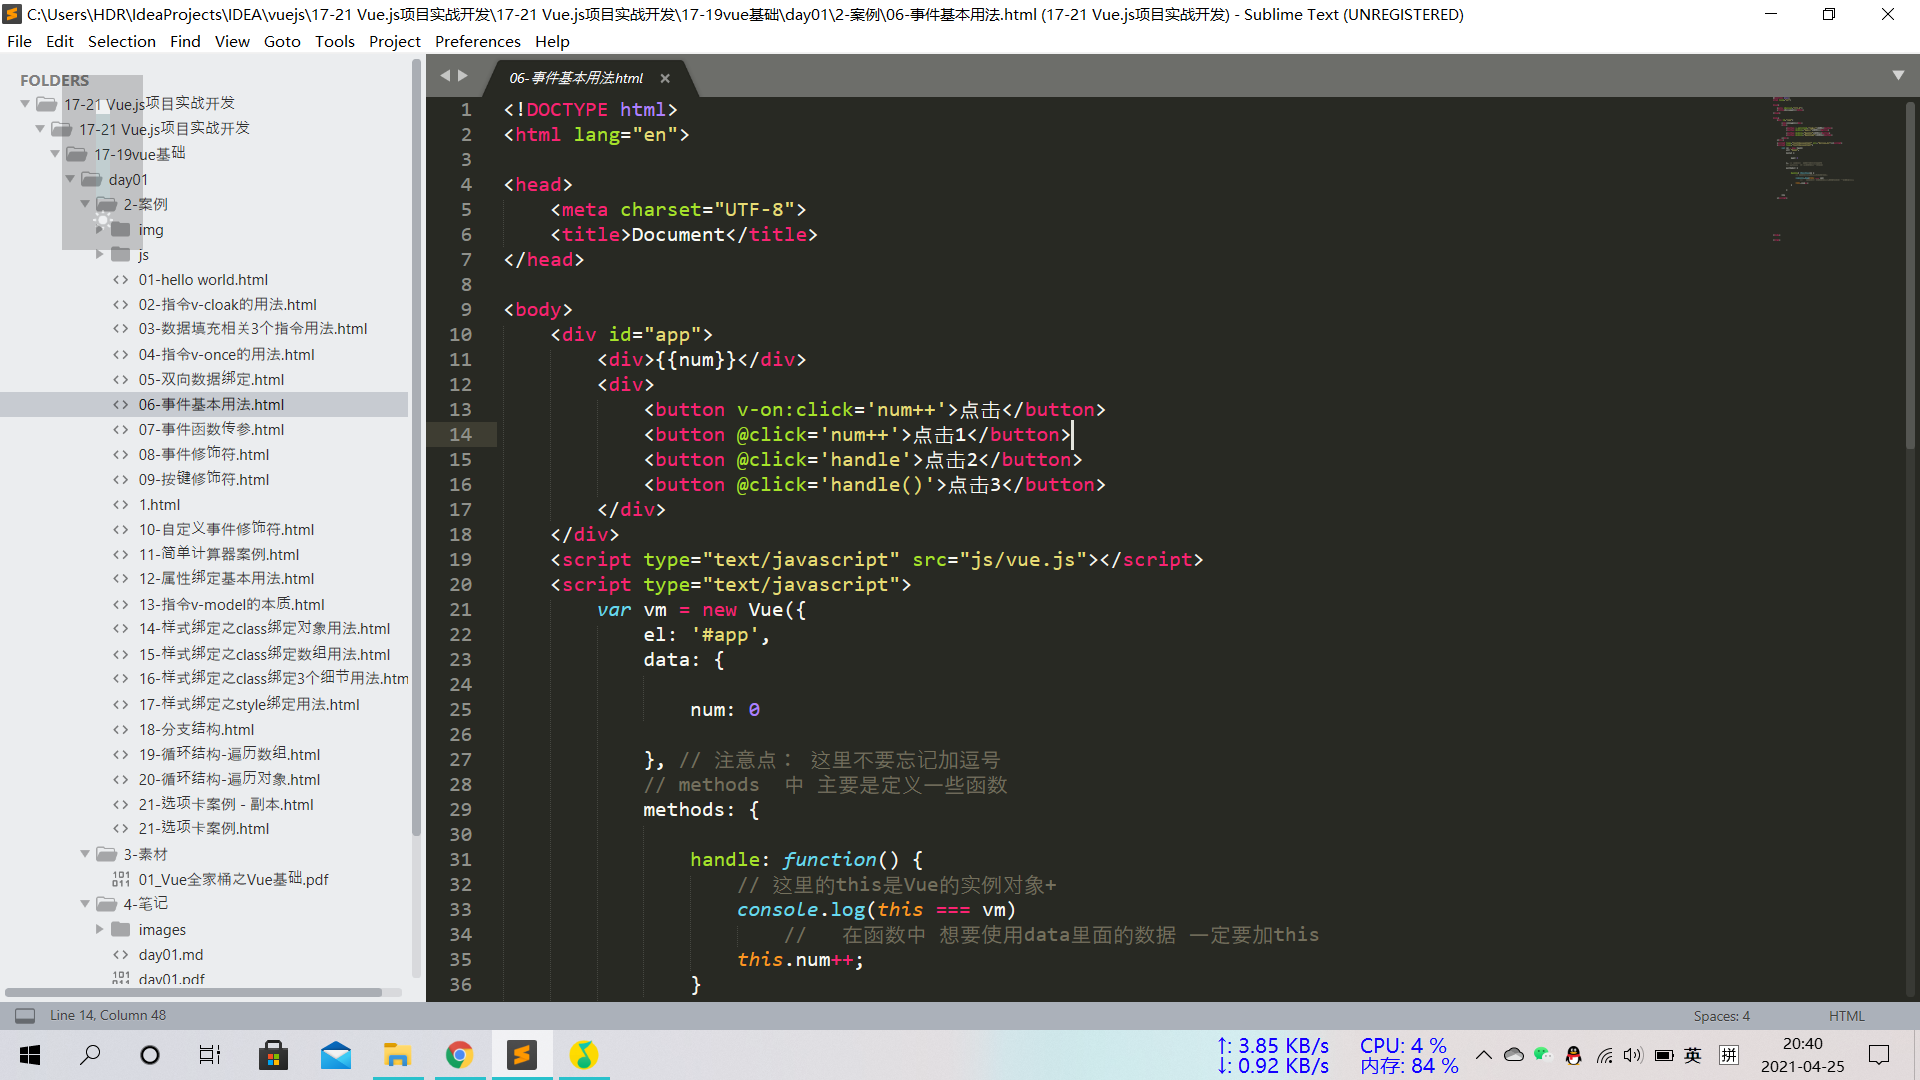 C:\Users\HDR\IdeaProjects\IDEA\vuejs\17-21 Vue.js项目实战开发\17-21 Vue.js项目实战开发\17-19vue基础\day01\2-案例\06-事件基本用法.html (17-21 Vue.js项目实战开发) - Sublime Text (UNREGISTERED)
File Edit Selection Find View Goto Tools Project Preferences Help
FOLDERS
17-21 Vue.js项目实战开发
17-21 Vue.js项目实战开发
17-19vue基础
day01
2-案例
img
js
01-hello world.html
02-指令v-cloak的用法.html
03-数据填充相关3个指令用法.html
04-指令v-once的用法.html
05-双向数据绑定.html
06-事件基本用法.html
07-事件函数传参.html
08-事件修饰符.html
09-按键修饰符.html
1.html
10-自定义事件修饰符.html
11-简单计算器案例.html
12-属性绑定基本用法.html
13-指令v-model的本质.html
14-样式绑定之class绑定对象用法.html
15-样式绑定之class绑定数组用法.html
16-样式绑定之class绑定3个细节用法.htm
17-样式绑定之style绑定用法.html
18-分支结构.html
19-循环结构-遍历数组.html
20-循环结构-遍历对象.html
21-选项卡案例 - 副本.html
21-选项卡案例.html
3-素材
01_Vue全家桶之Vue基础.pdf
4-笔记
images
day01.md
day01.pdf
06-事件基本用法.html
1 <!DOCTYPE html>
2 <html lang="en">
3
4 <head>
5 <meta charset="UTF-8">
6 <title>Document</title>
7 </head>
8
9 <body>
10 <div id="app">
11 <div>{{num}}</div>
12 <div>
13 <button v-on:click='num++'>点击</button>
14 <button @click='num++'>点击1</button>
15 <button @click='handle'>点击2</button>
16 <button @click='handle()'>点击3</button>
17 </div>
18 </div>
19 <script type="text/javascript" src="js/vue.js"></script>
20 <script type="text/javascript">
21 var vm = new Vue({
22 el: '#app',
23 data: {
24
25 num: 0
26
27 }, // 注意点： 这里不要忘记加逗号
28 // methods 中 主要是定义一些函数
29 methods: {
30
31 handle: function() {
32 // 这里的this是Vue的实例对象+
33 console.log(this === vm)
34 // 在函数中 想要使用data里面的数据 一定要加this
35 this.num++;
36 }
Line 14, Column 48
Spaces: 4
HTML
↑: 3.85 KB/s CPU: 4 %
↓: 0.92 KB/s 内存: 84 %
英 拼
20:40
2021-04-25